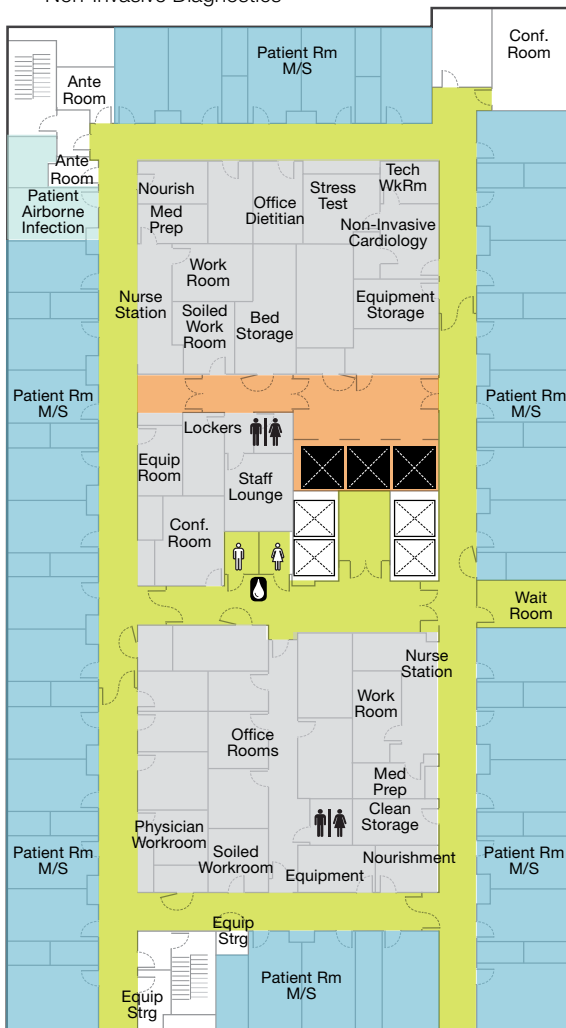 Non-Invasive Diagnostics
Conf.
Room
Patient Rm
M/S
Ante
Room
Ante
Room
Patient
Airborne
Infection
Nourish
Med
Prep
Office
Dietitian
Stress
Test
Tech
WkRm
Non-Invasive
Cardiology
Work
Room
Nurse
Station
Soiled
Work
Room
Bed
Storage
Equipment
Storage
Patient Rm
M/S
Patient Rm
M/S
Lockers
Equip
Room
Staff
Lounge
Conf.
Room
Wait
Room
Nurse
Station
Work
Room
Office
Rooms
Med
Prep
Clean
Storage
Physician
Workroom
Soiled
Workroom
Equipment
Nourishment
Patient Rm
M/S
Patient Rm
M/S
Equip
Strg
Equip
Strg
Patient Rm
M/S